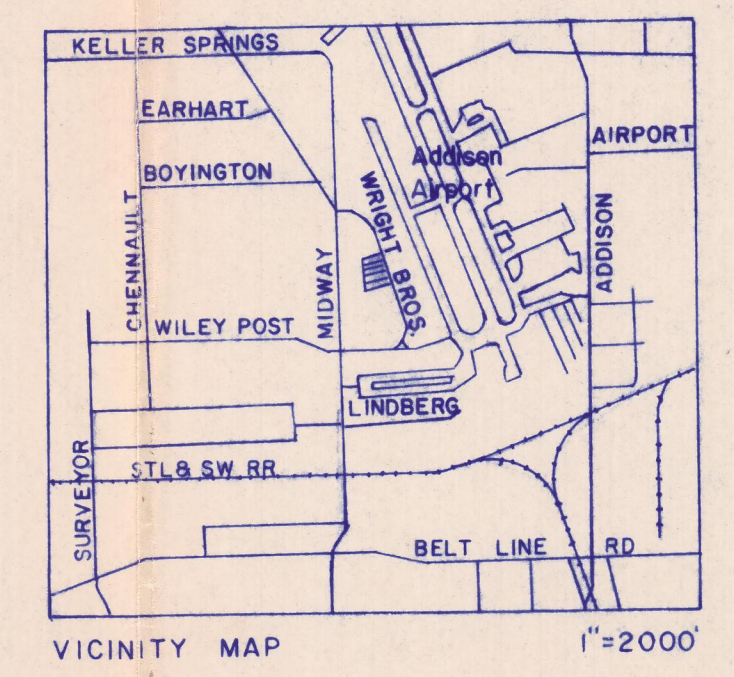 KELLER SPRINGS
EARHART
AIRPORT
Addison
Airport
BOYINGTON
WRIGHT BROS.
CHENNAULT
ADDISON
MIDWAY
WILEY POST
LINDBERG
SURVEYOR
STL & SW RR
BELT LINE RD
VICINITY MAP
1"=2000'